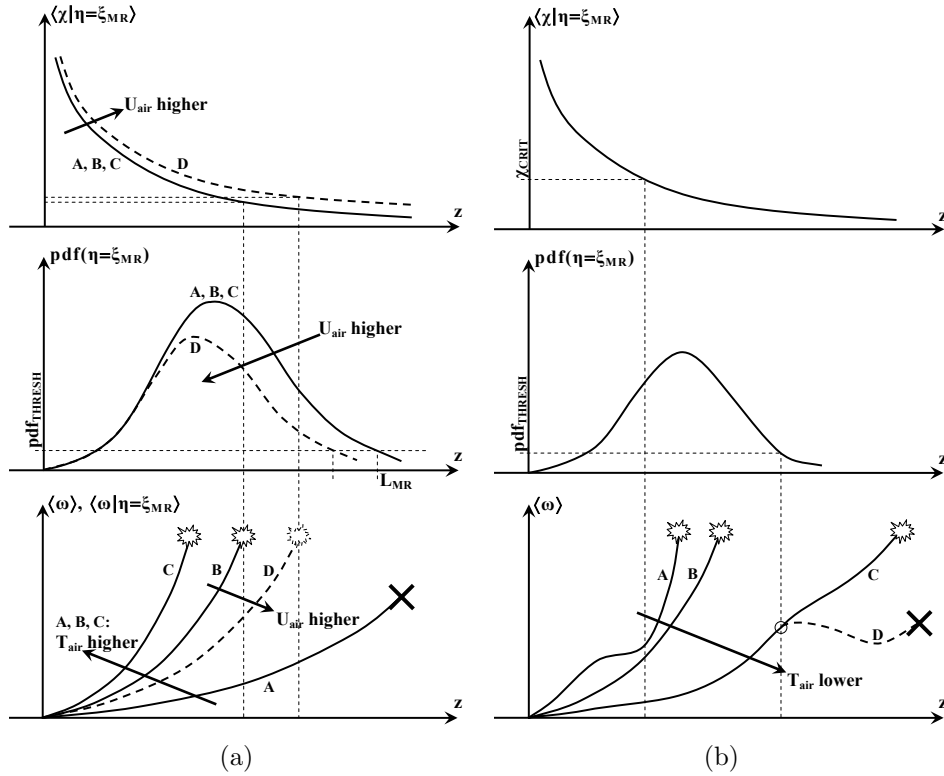 ⟨χ|η=ξMR⟩
U_air higher
A, B, C
D
z
pdf(η=ξMR)
A, B, C
U_air higher
D
pdf_THRESH
z
L_MR
⟨ω⟩, ⟨ω|η=ξMR⟩
C
B
D
U_air higher
A, B, C:
T_air higher
A
z
(a)
⟨χ|η=ξMR⟩
χ_CRIT
z
pdf(η=ξMR)
pdf_THRESH
z
⟨ω⟩
A
B
C
D
T_air lower
z
(b)